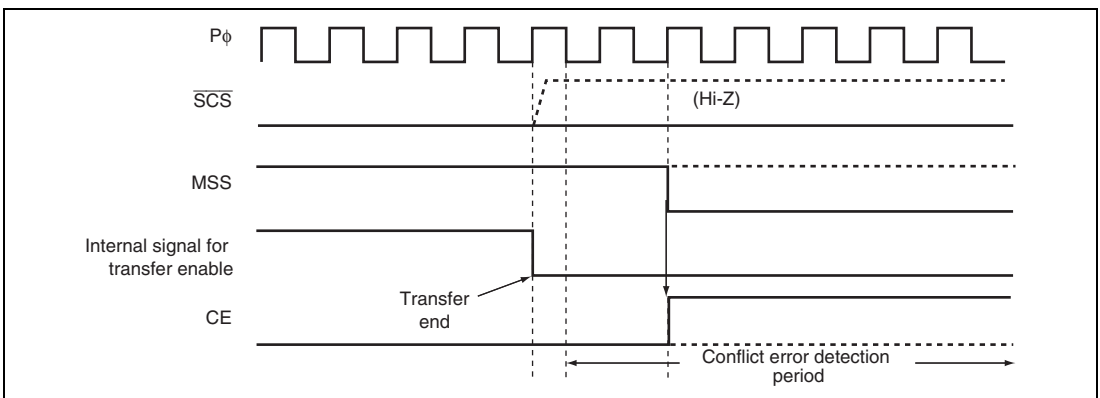 Pϕ
SCS
(Hi-Z)
MSS
Internal signal for
transfer enable
Transfer
end
CE
Conflict error detection
period